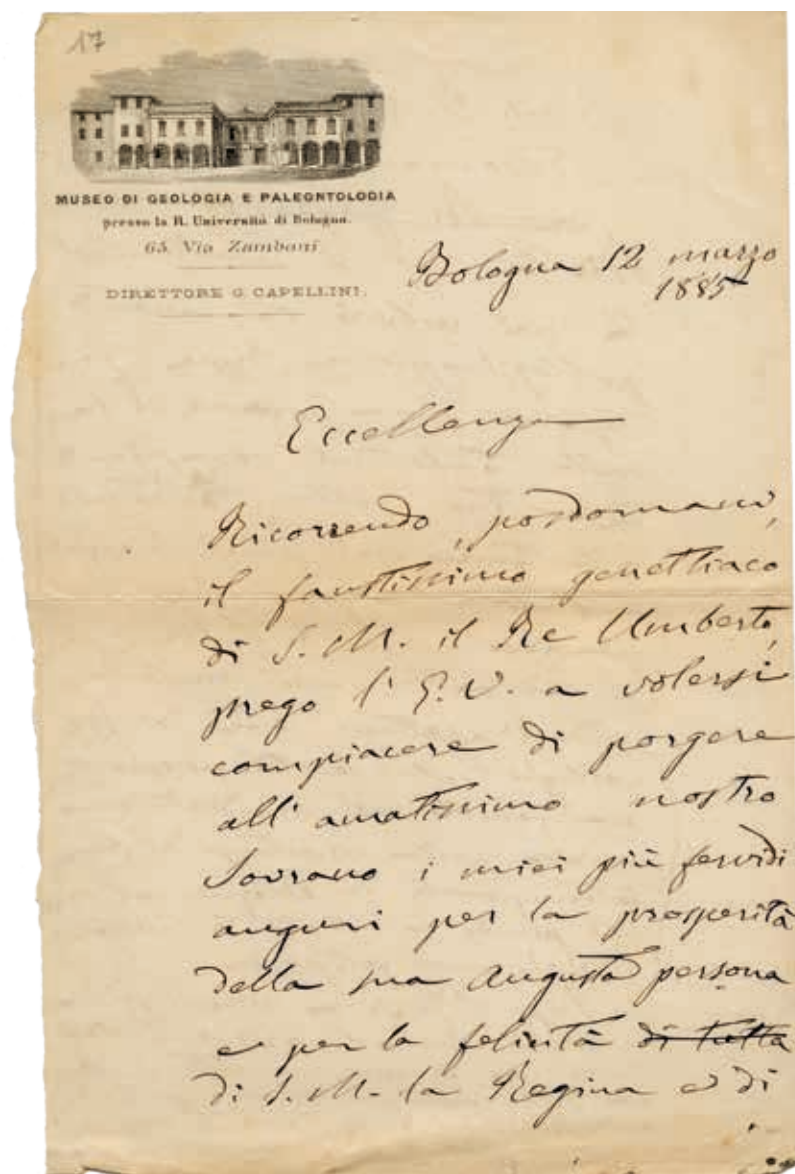 17
MUSEO DI GEOLOGIA E PALEONTOLOGIA
presso la R. Università di Bologna.
65. Via Zamboni
DIRETTORE G. CAPELLINI.
Bologna 12 marzo
1885
Eccellenza
Ricorrendo, posdomani,
il faustissimo genetliaco
di S. M. il Re Umberto,
prego l'E. V. a volersi
compiacere di porgere
all'amatissimo nostro
Sovrano i miei più fervidi
auguri per la prosperità
della sua Augusta persona
e per la felicità di tutta
di S. M. la Regina e di